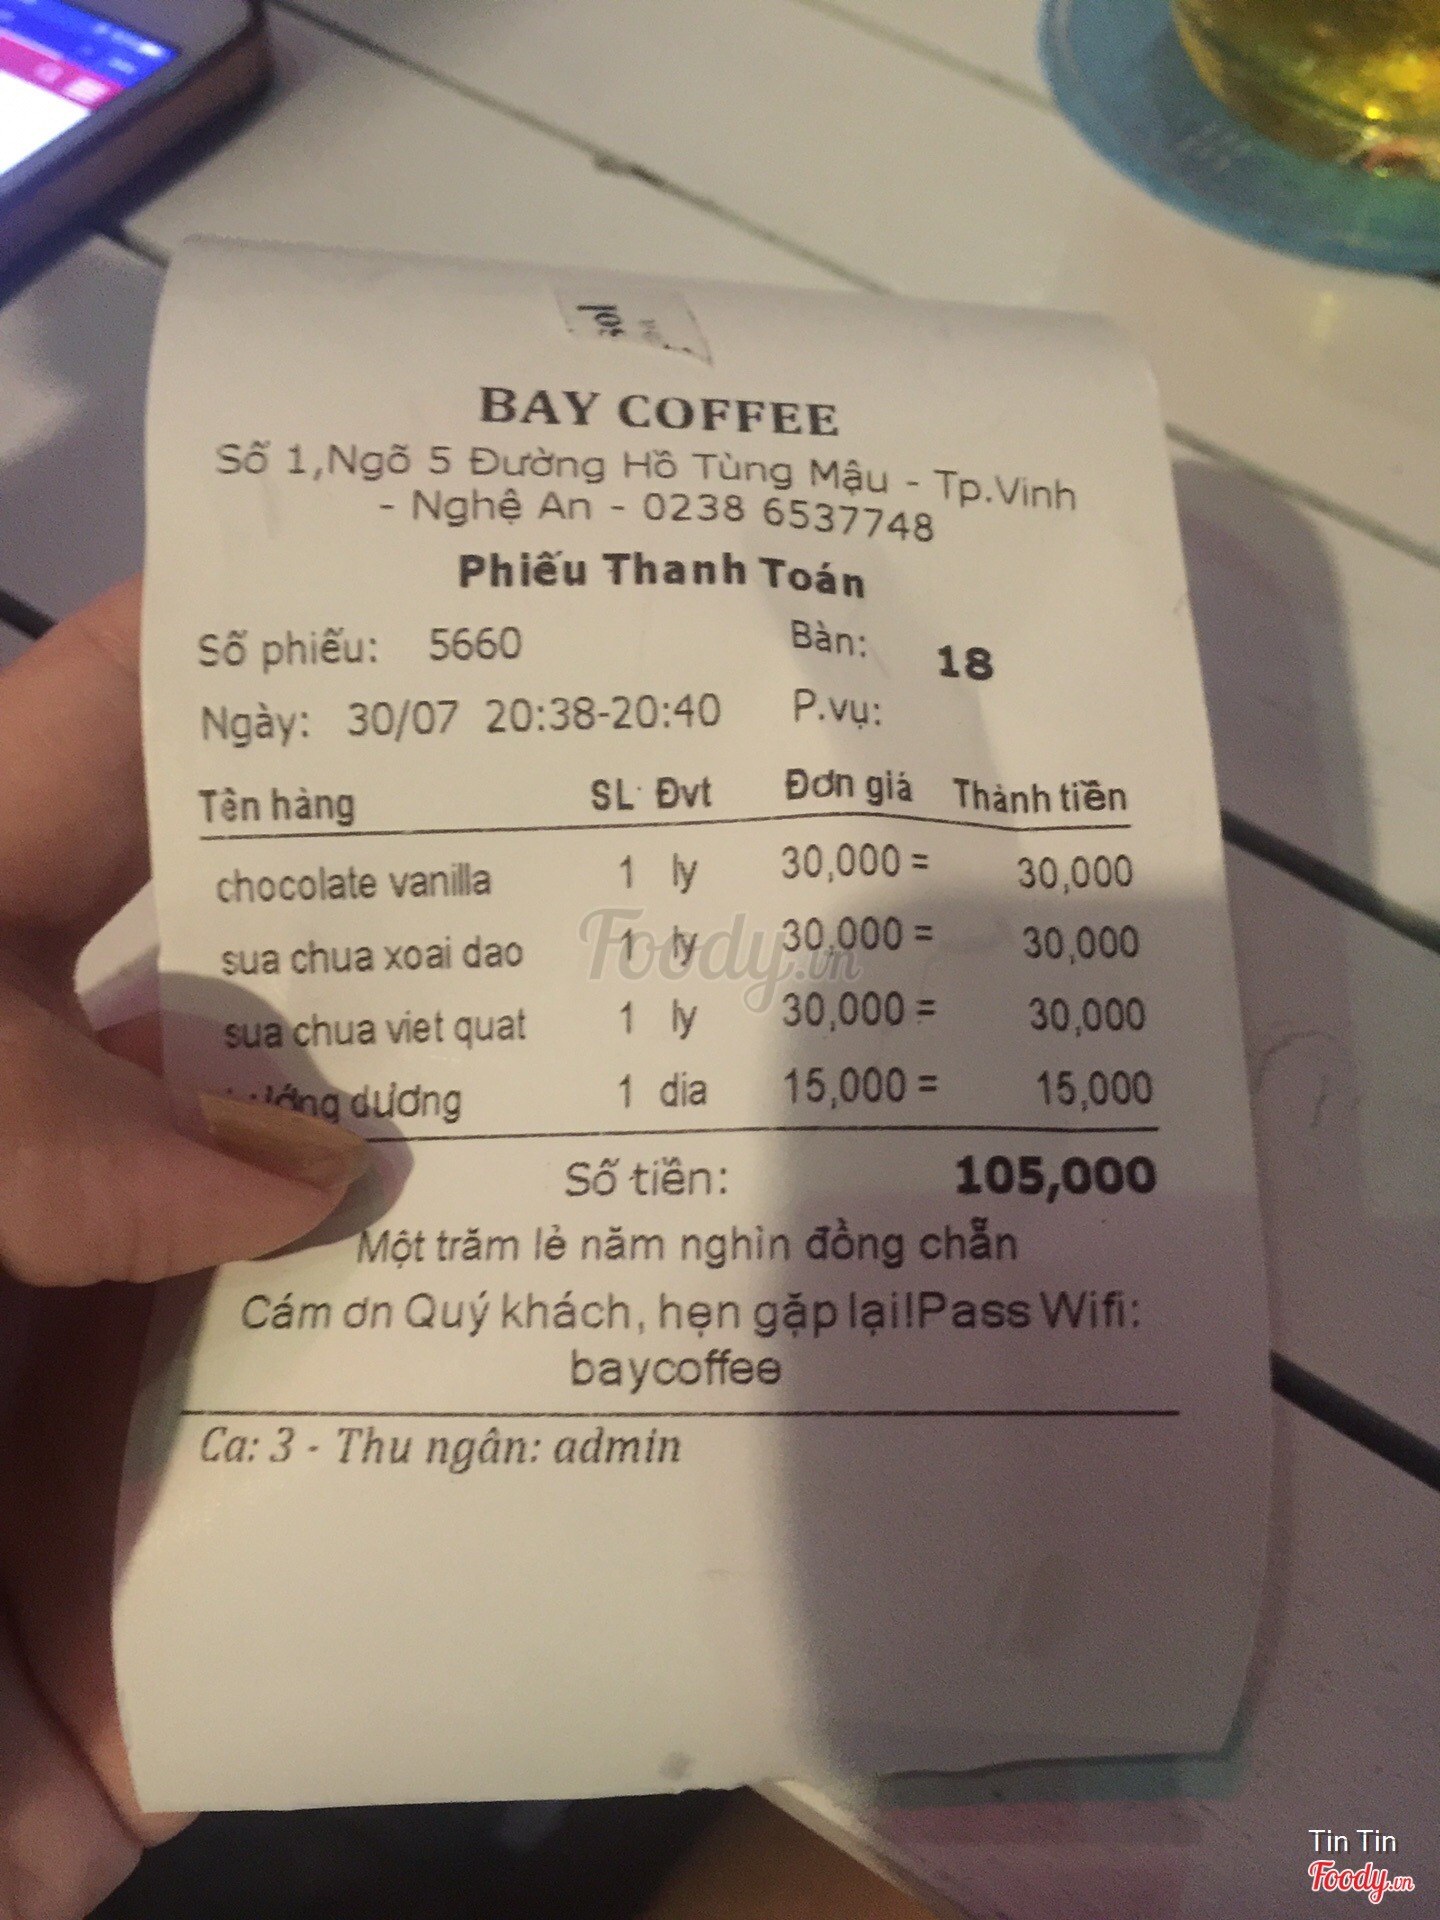 BAY COFFEE
Số 1,Ngõ 5 Đường Hồ Tùng Mậu - Tp.Vinh
- Nghệ An - 0238 6537748
Phiếu Thanh Toán
Số phiếu: 5660 Bàn: 18
Ngày: 30/07 20:38-20:40 P.vụ:
Tên hàng SL Đvt Đơn giá Thành tiền
chocolate vanilla 1 ly 30,000 = 30,000
sua chua xoai dao 1 ly 30,000 = 30,000
sua chua viet quat 1 ly 30,000 = 30,000
dương 1 dia 15,000 = 15,000
Số tiền: 105,000
Một trăm lẻ năm nghìn đồng chẵn
Cám ơn Quý khách, hẹn gặp lại!Pass Wifi:
baycoffee
Ca: 3 - Thu ngân: admin
Foody.vn
Tin Tin
Foody.vn